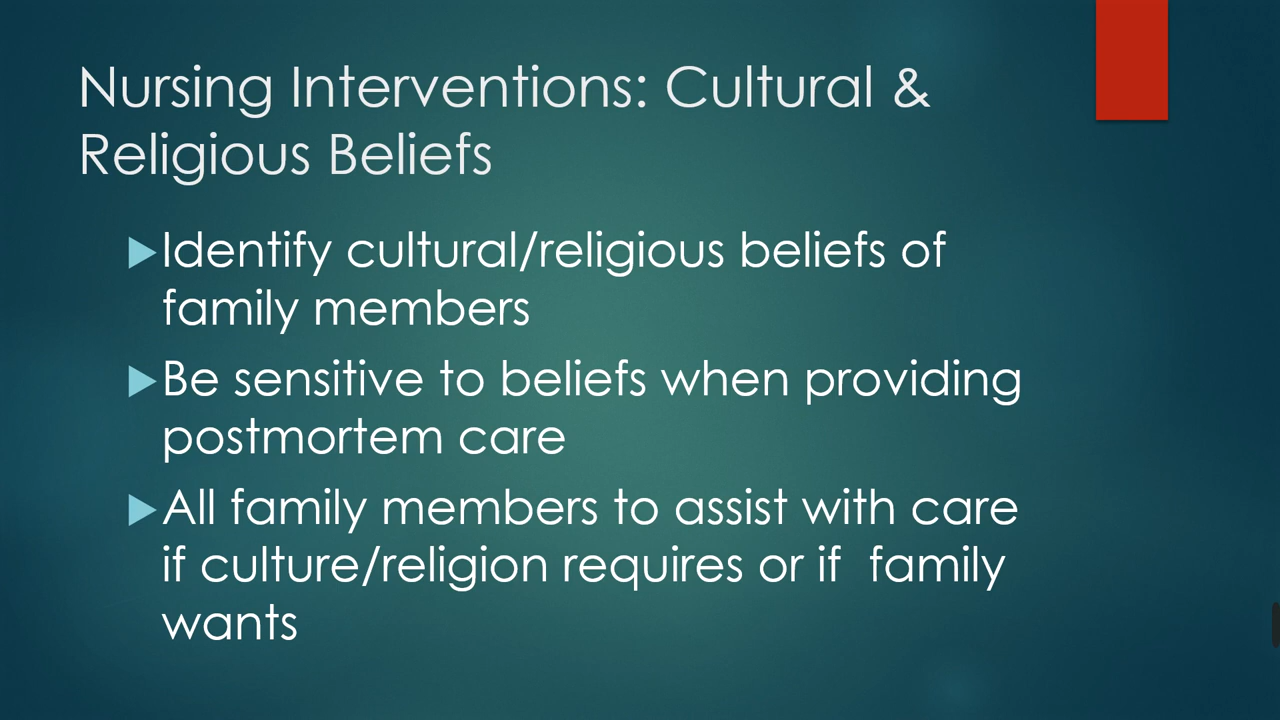 Nursing Interventions: Cultural &
Religious Beliefs
Identify cultural/religious beliefs of
family members
Be sensitive to beliefs when providing
postmortem care
All family members to assist with care
if culture/religion requires or if  family
wants